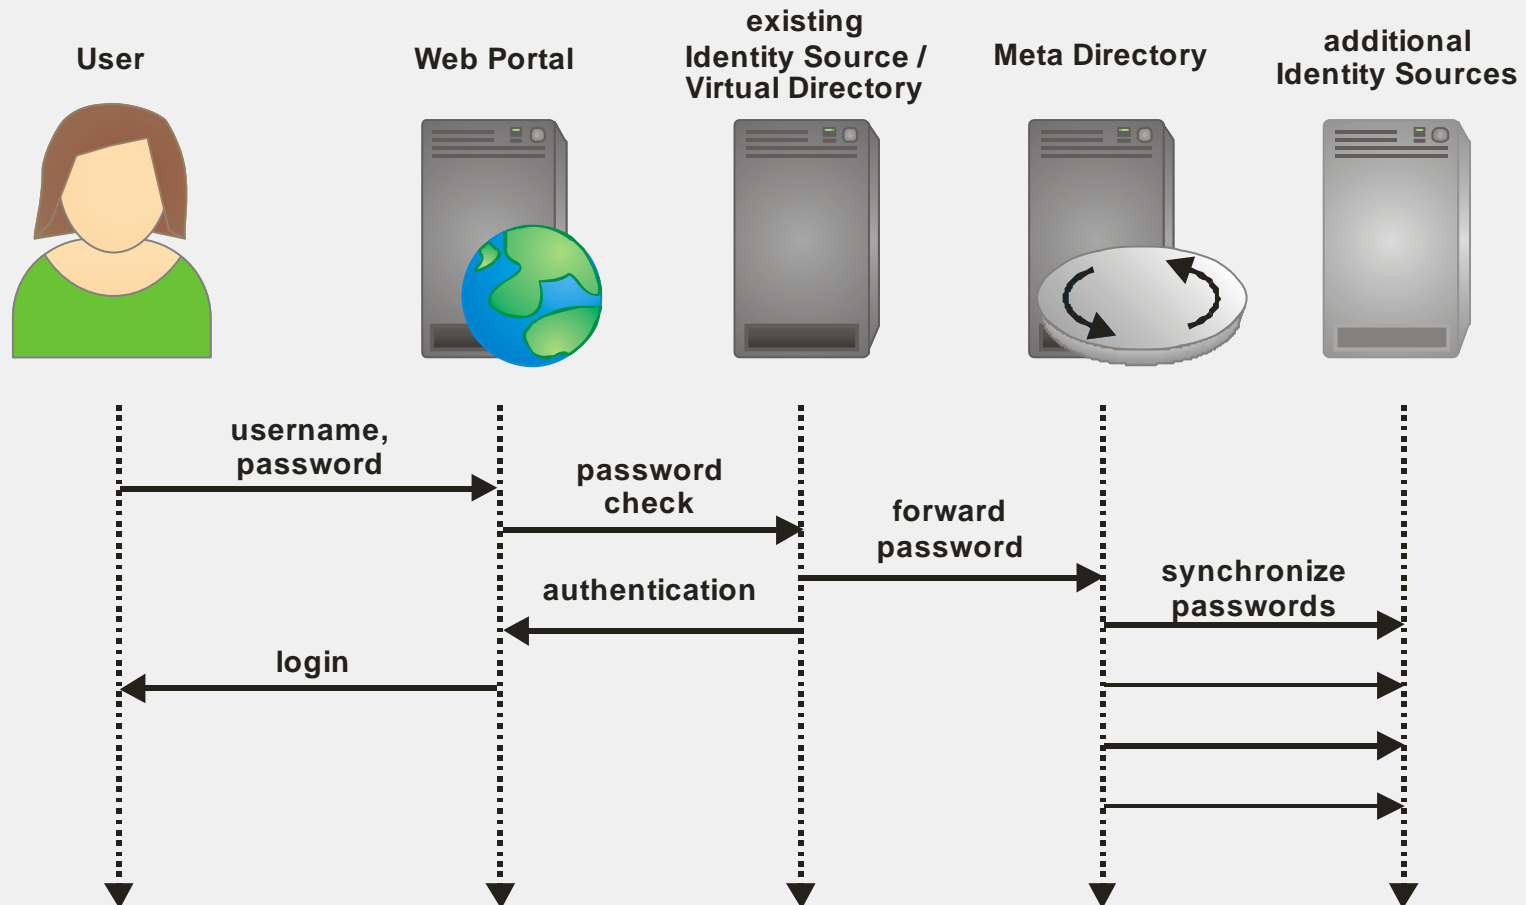 User
Web Portal
existing
Identity Source /
Virtual Directory
Meta Directory
additional
Identity Sources
username,
password
password
check
forward
password
authentication
synchronize
passwords
login